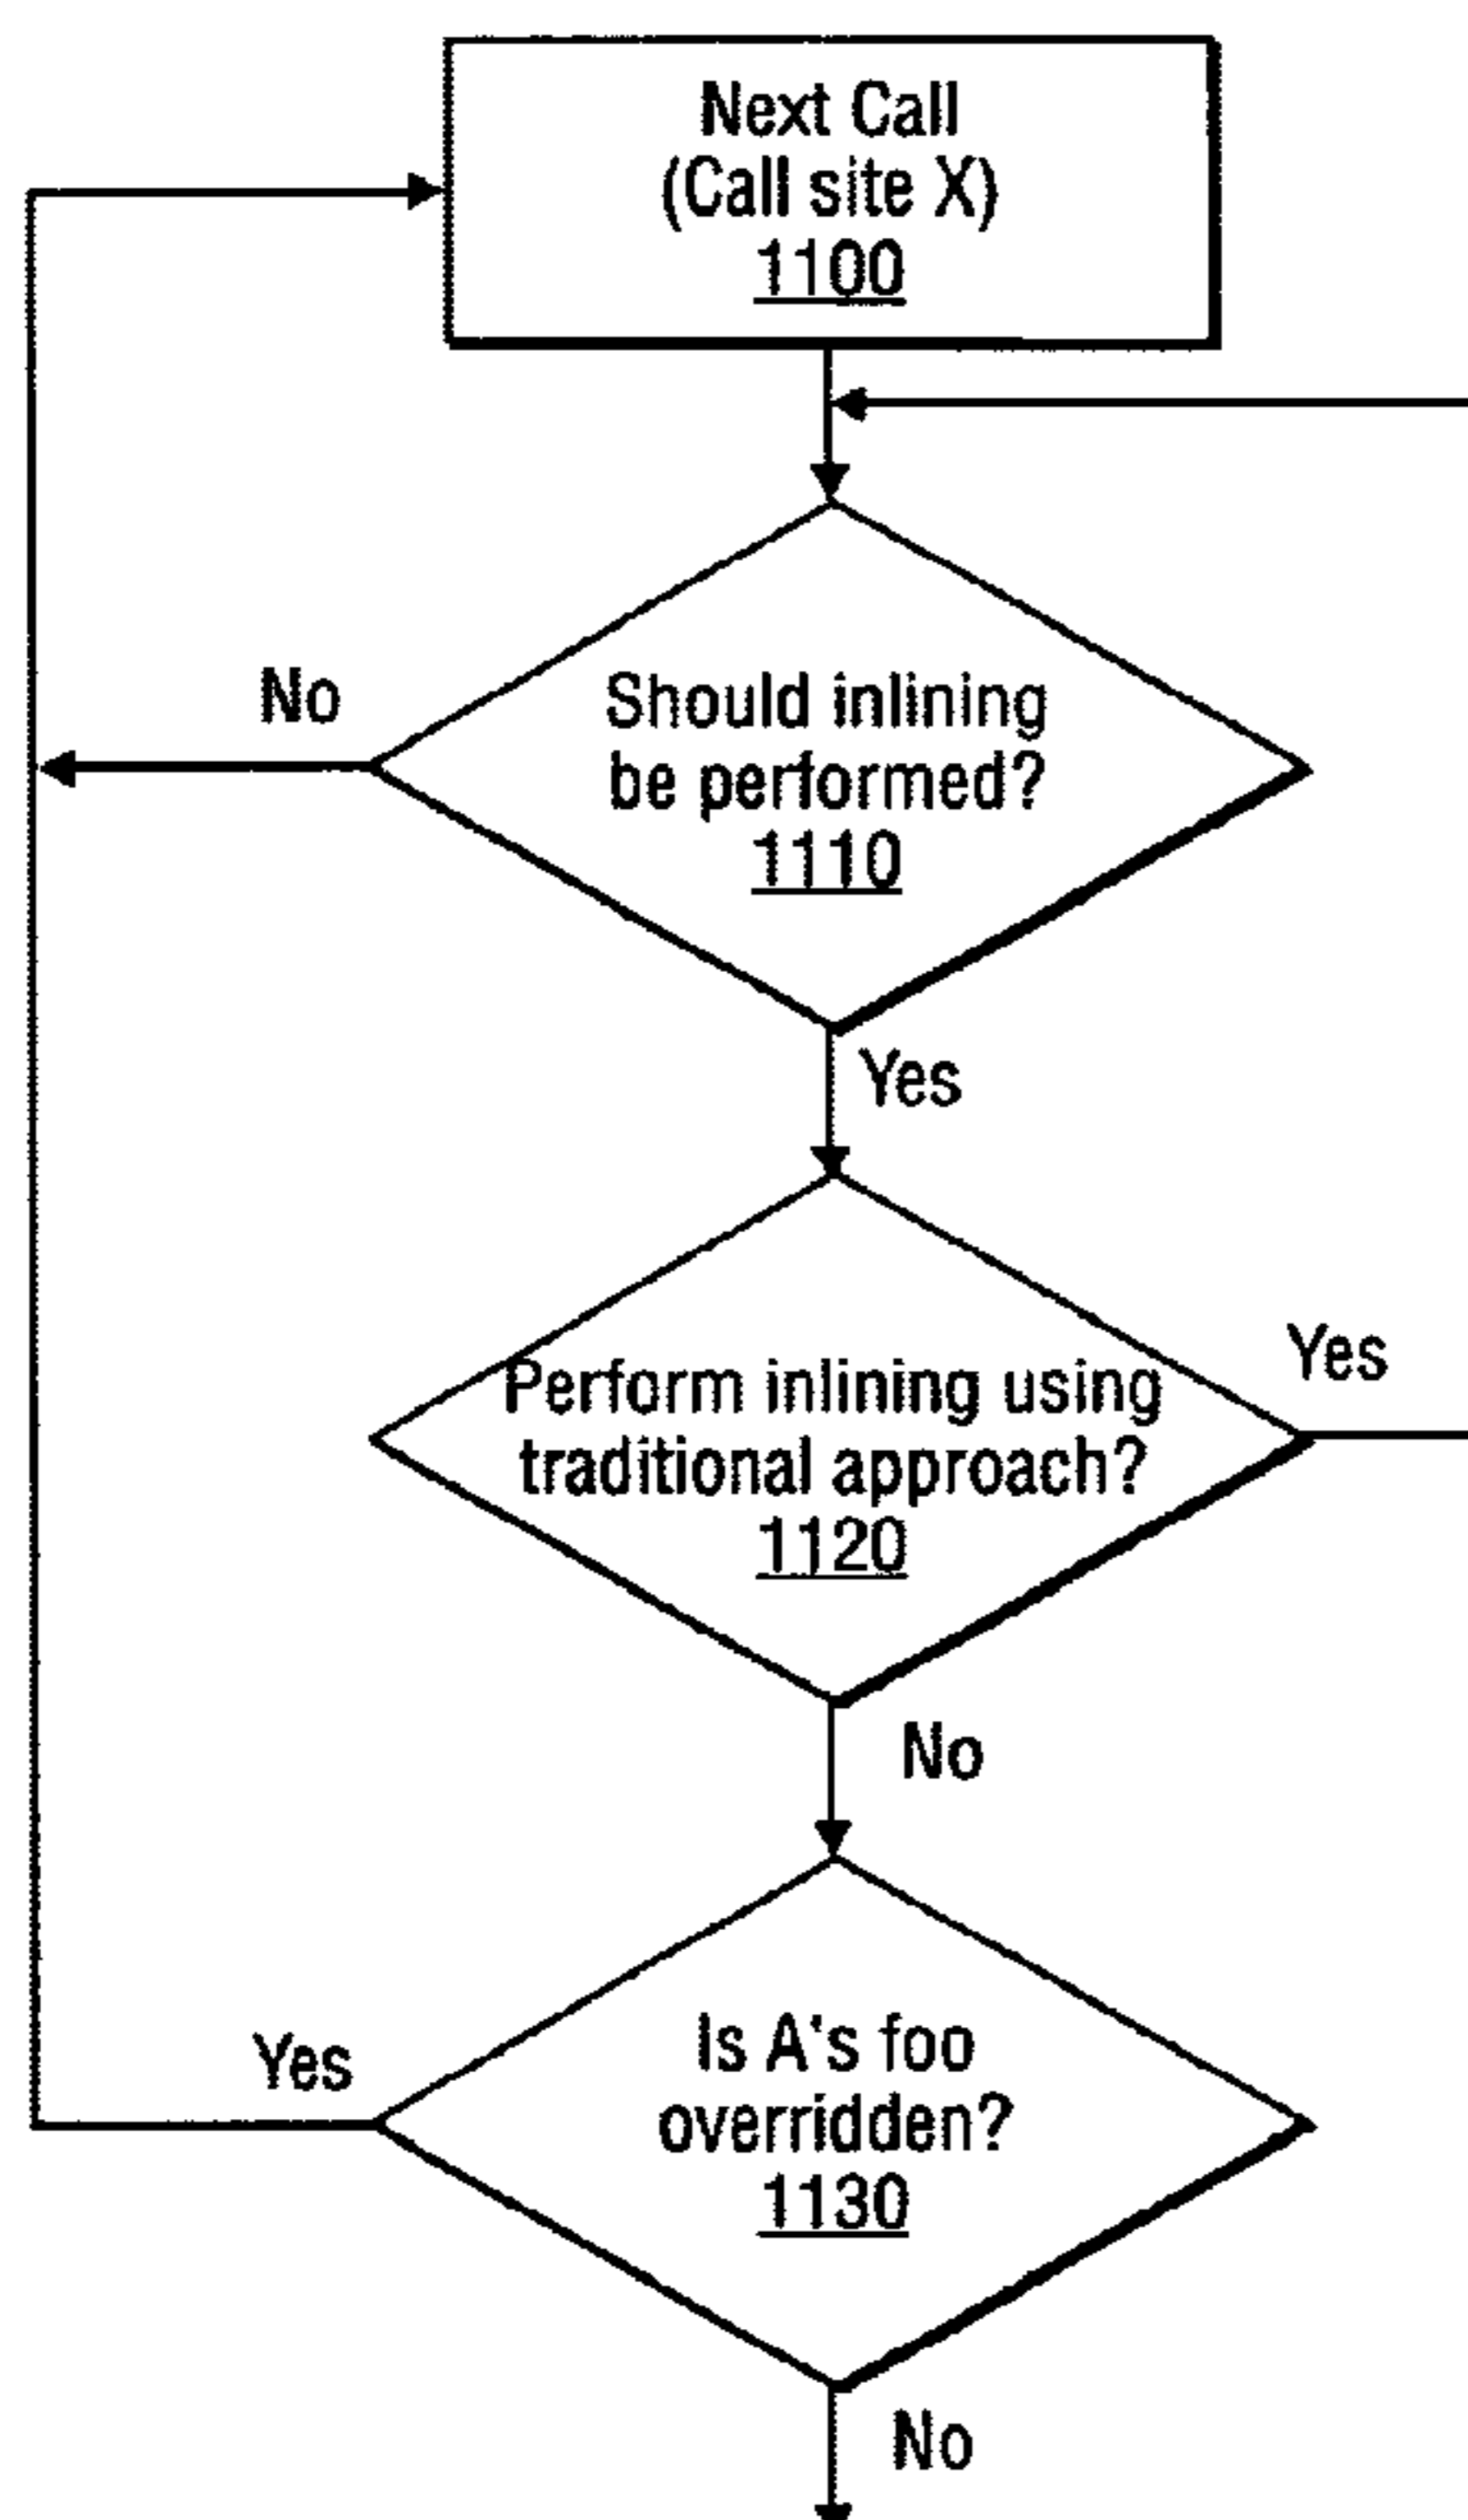 Next Call
(Call site X)
1100
No
Should inlining
be performed?
1110
Yes
Perform inlining using
traditional approach?
1120
Yes
No
Is A's foo
overridden?
1130
Yes
No